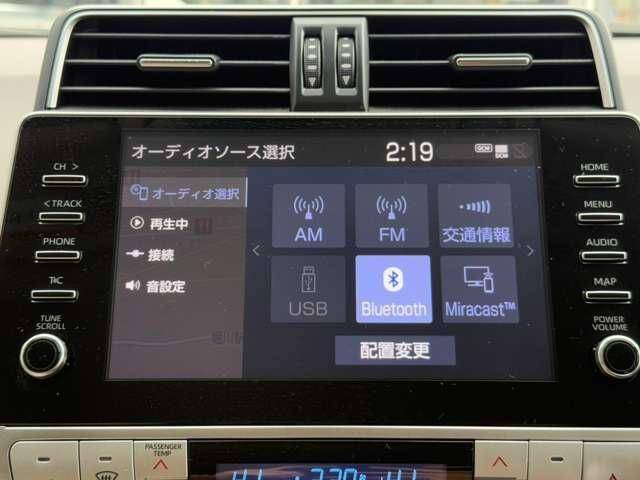 CH >
< TRACK
PHONE
T/C
TUNE
SCROLL
オーディオソース選択 2:19 DCM
オーディオ選択
再生中
接続
音設定
AM FM 交通情報
USB Bluetooth Miracast™
配置変更
HOME
MENU
AUDIO
MAP
POWER
VOLUME
PASSENGER
TEMP